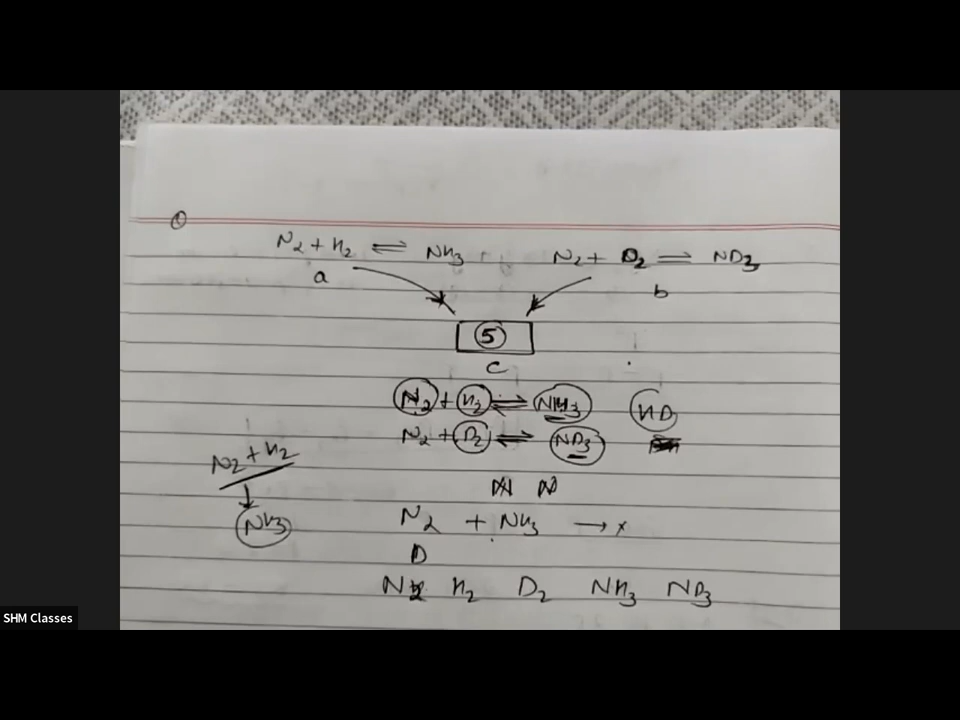 ①
N₂ + H₂ ⇌ NH₃ N₂ + D₂ ⇌ ND₃
a b
5
c
N₂ + H₂ ⇌ NH₃ HD
N₂ + D₂ ⇌ ND₃
N₂ + H₂
↓
NH₃
N₂ + NH₃ → x
D
N₂ H₂ D₂ NH₃ ND₃
SHM Classes